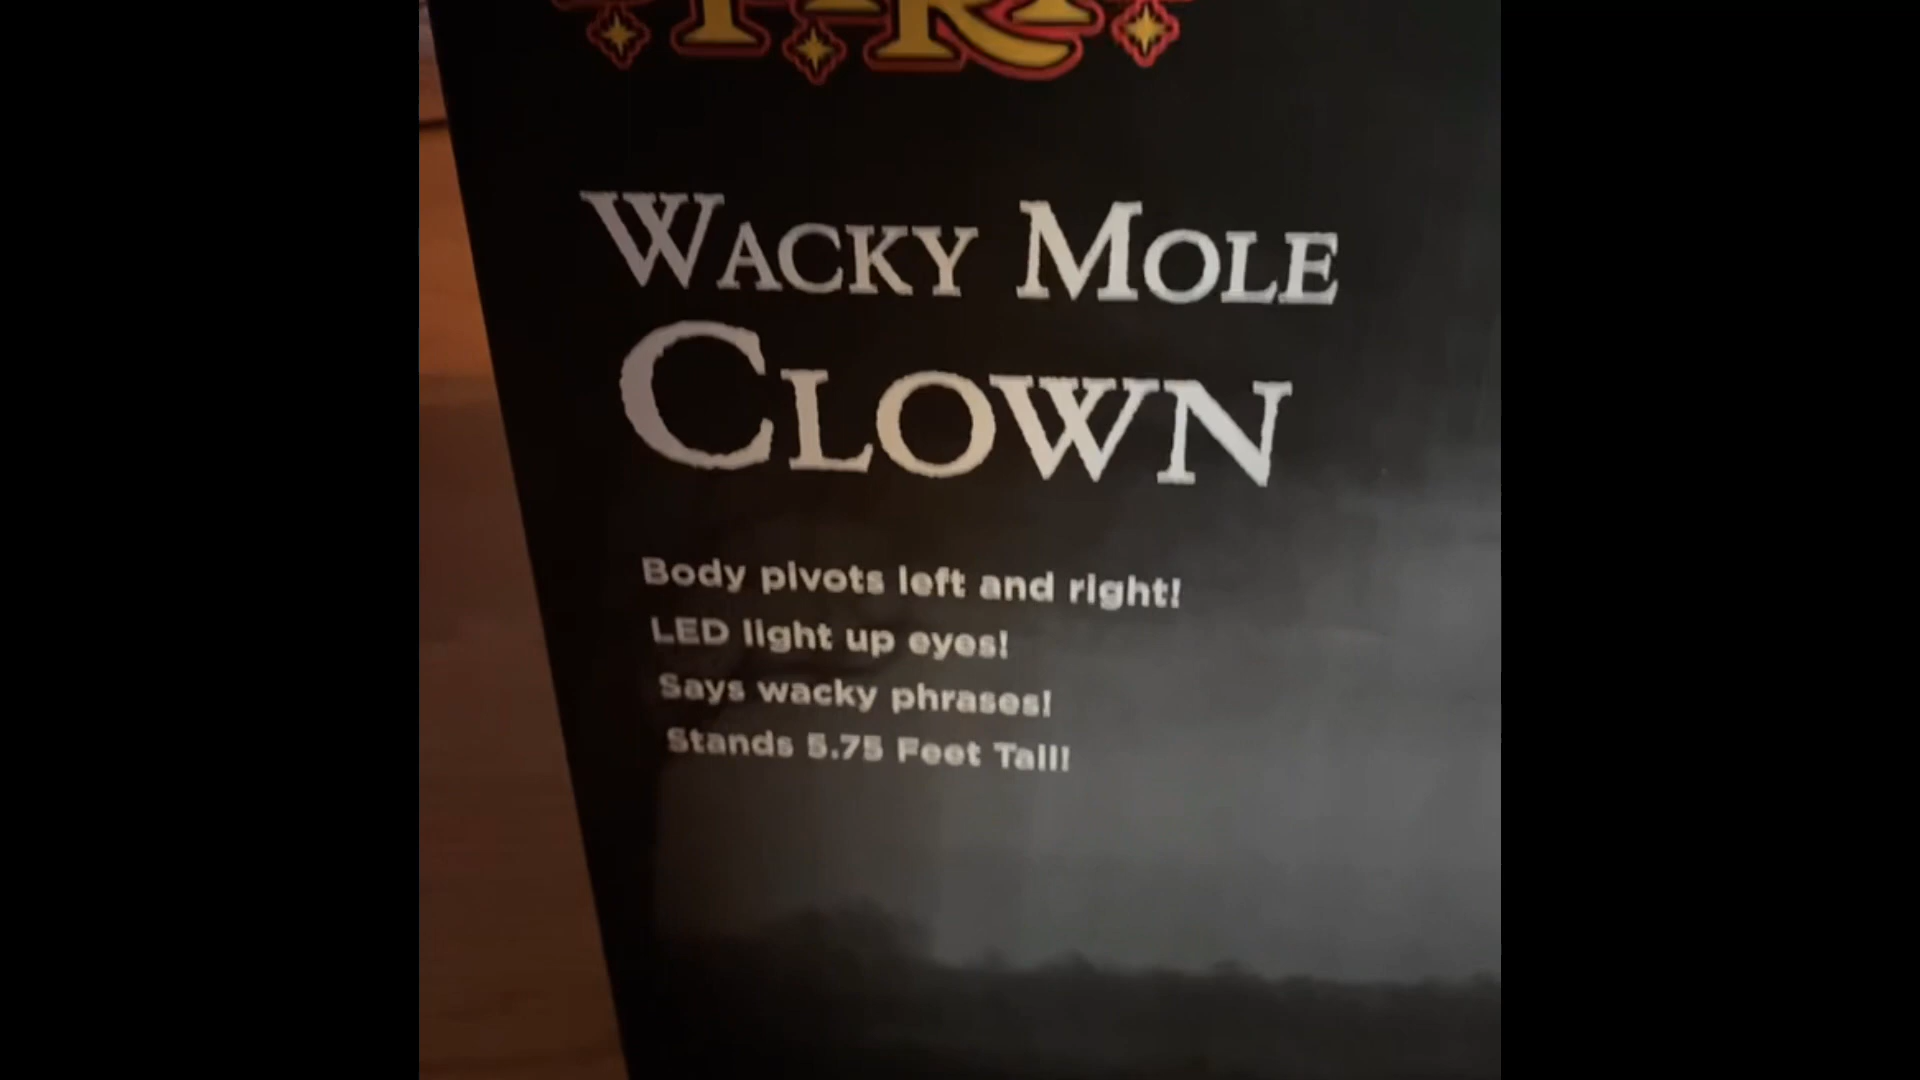 Wacky Mole
Clown
Body pivots left and right!
LED light up eyes!
Says wacky phrases!
Stands 5.75 Feet Tall!